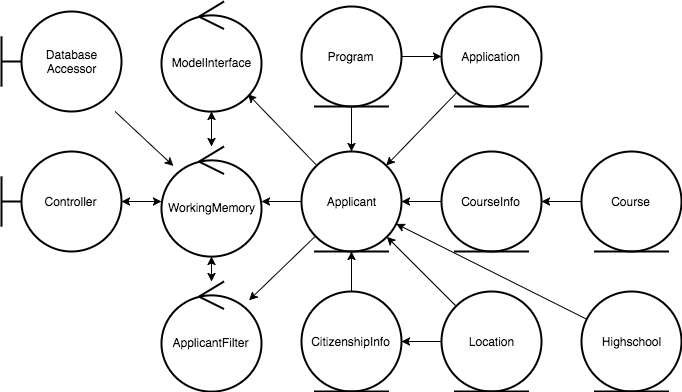 Database
Accessor
ModelInterface
Program
Application
Controller
WorkingMemory
Applicant
CourseInfo
Course
ApplicantFilter
CitizenshipInfo
Location
Highschool